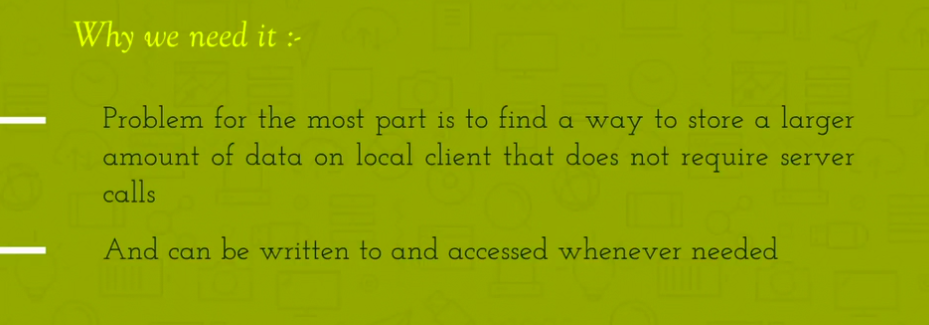 Why we need it :-
Problem for the most part is to find a way to store a larger
amount of data on local client that does not require server
calls
And can be written to and accessed whenever needed